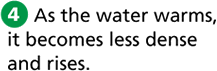 4 As the water warms,
it becomes less dense
and rises.